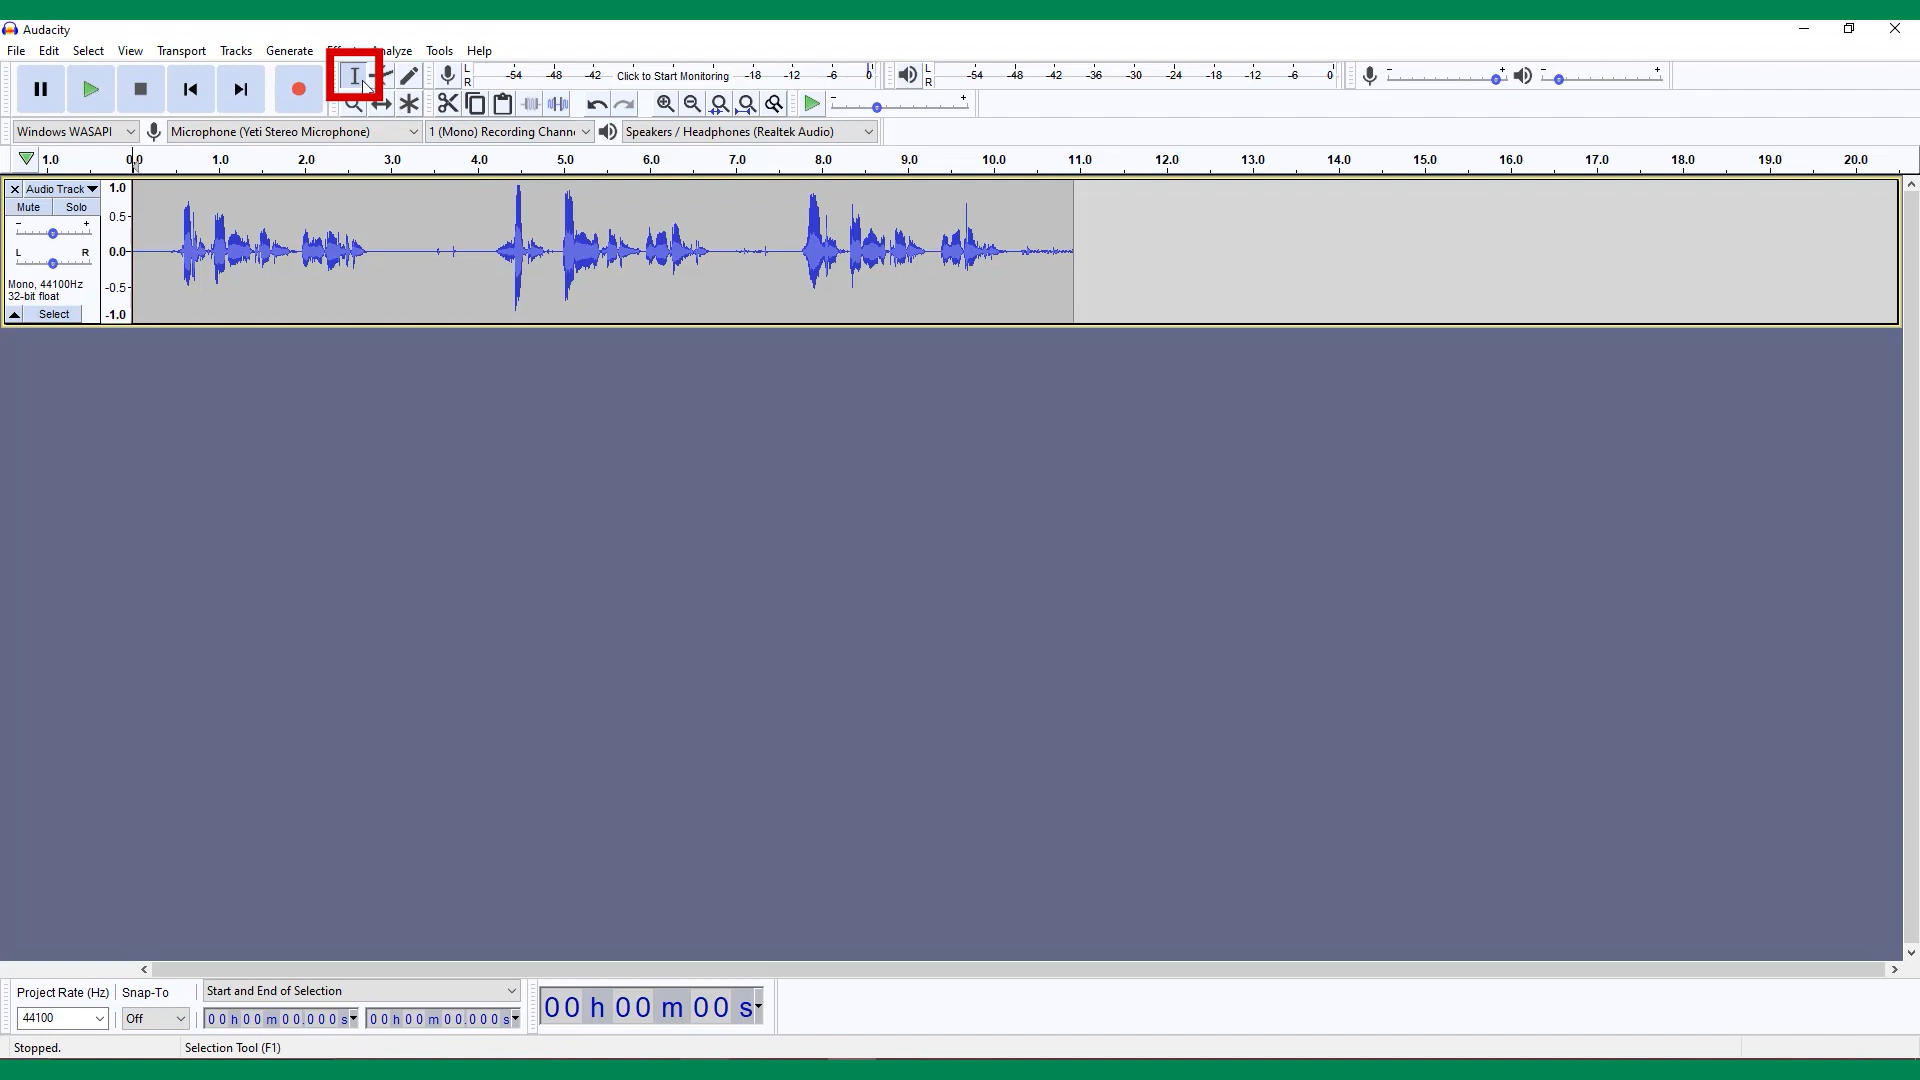 Audacity
File Edit Select View Transport Tracks Generate Analyze Tools Help
L -54 -48 -42 Click to Start Monitoring -18 -12 -6 0 L -54 -48 -42 -36 -30 -24 -18 -12 -6 0 - + - +
R R
- +
Windows WASAPI Microphone (Yeti Stereo Microphone) 1 (Mono) Recording Chann Speakers / Headphones (Realtek Audio)
1.0 0.0 1.0 2.0 3.0 4.0 5.0 6.0 7.0 8.0 9.0 10.0 11.0 12.0 13.0 14.0 15.0 16.0 17.0 18.0 19.0 20.0
X Audio Track 1.0
Mute Solo
- + 0.5
L R 0.0
Mono, 44100Hz -0.5
32-bit float
Select -1.0
Project Rate (Hz) Snap-To Start and End of Selection
44100 Off 00 h 00 m 00.000 s 00 h 00 m 00.000 s 00 h 00 m 00 s
Stopped. Selection Tool (F1)